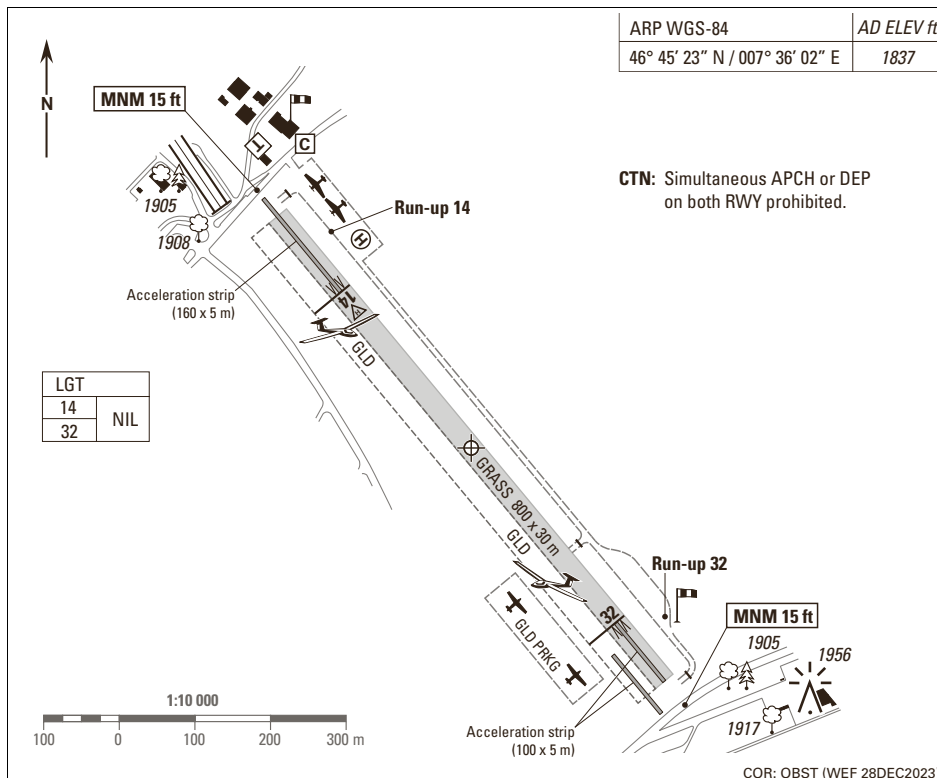 ARP WGS-84
AD ELEV ft
46° 45′ 23″ N / 007° 36′ 02″ E
1837
N
MNM 15 ft
T
C
CTN: Simultaneous APCH or DEP
on both RWY prohibited.
1905
Run-up 14
1908
H
Acceleration strip
(160 x 5 m)
14
H
GLD
LGT
14
32
NIL
GRASS 800 x 30 m
GLD
Run-up 32
32
MNM 15 ft
GLD PRKG
1905
1956
1:10 000
100 0 100 200 300 m
Acceleration strip
(100 x 5 m)
1917
COR: OBST (WEF 28DEC2023)